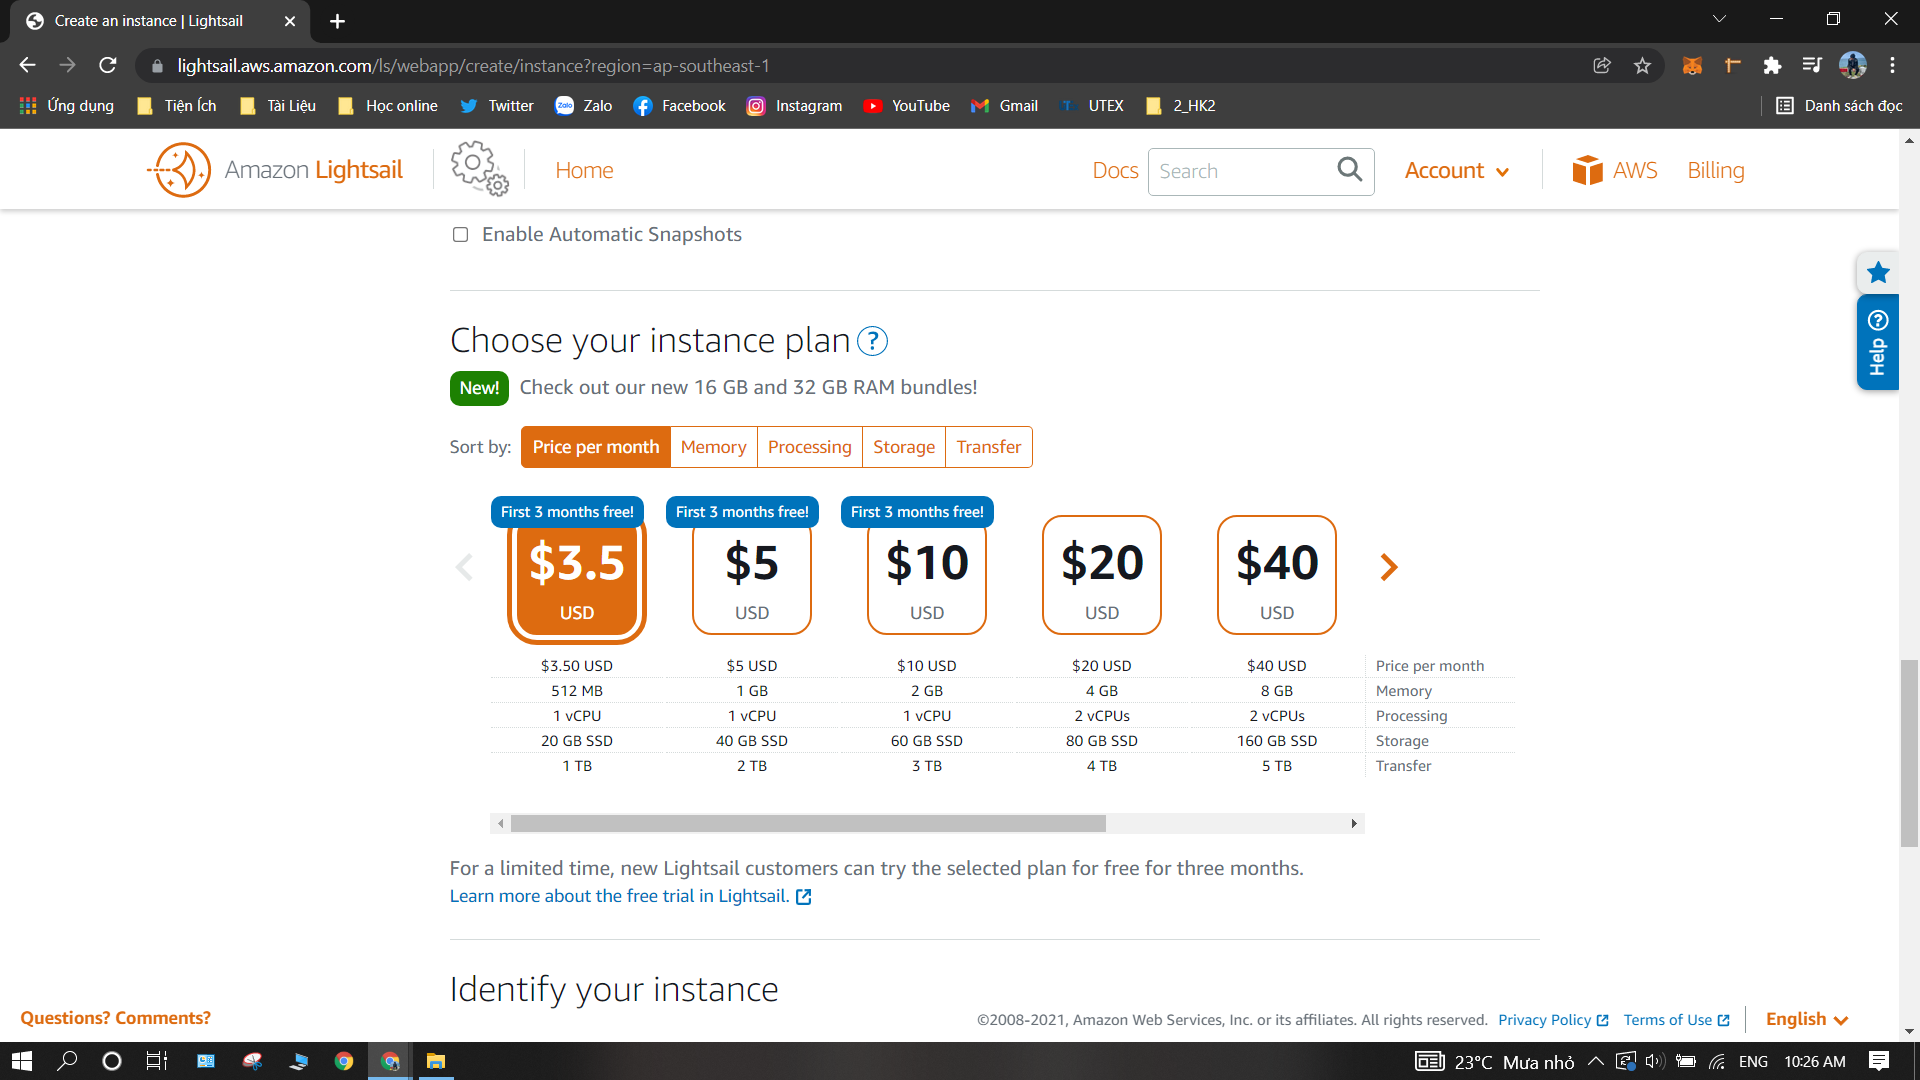 Create an instance | Lightsail
lightsail.aws.amazon.com/ls/webapp/create/instance?region=ap-southeast-1
Ứng dụng Tiện Ích Tài Liệu Học online Twitter Zalo Facebook Instagram YouTube Gmail UTEX 2_HK2 Danh sách đọc
Amazon Lightsail Home Docs Search Account AWS Billing
Enable Automatic Snapshots
Help
Choose your instance plan ?
New! Check out our new 16 GB and 32 GB RAM bundles!
Sort by: Price per month Memory Processing Storage Transfer
First 3 months free! First 3 months free! First 3 months free!
$3.5 $5 $10 $20 $40
USD USD USD USD USD
$3.50 USD $5 USD $10 USD $20 USD $40 USD Price per month
512 MB 1 GB 2 GB 4 GB 8 GB Memory
1 vCPU 1 vCPU 1 vCPU 2 vCPUs 2 vCPUs Processing
20 GB SSD 40 GB SSD 60 GB SSD 80 GB SSD 160 GB SSD Storage
1 TB 2 TB 3 TB 4 TB 5 TB Transfer
For a limited time, new Lightsail customers can try the selected plan for free for three months.
Learn more about the free trial in Lightsail.
Identify your instance
Questions? Comments?
©2008-2021, Amazon Web Services, Inc. or its affiliates. All rights reserved. Privacy Policy Terms of Use English
23°C Mưa nhỏ ENG 10:26 AM